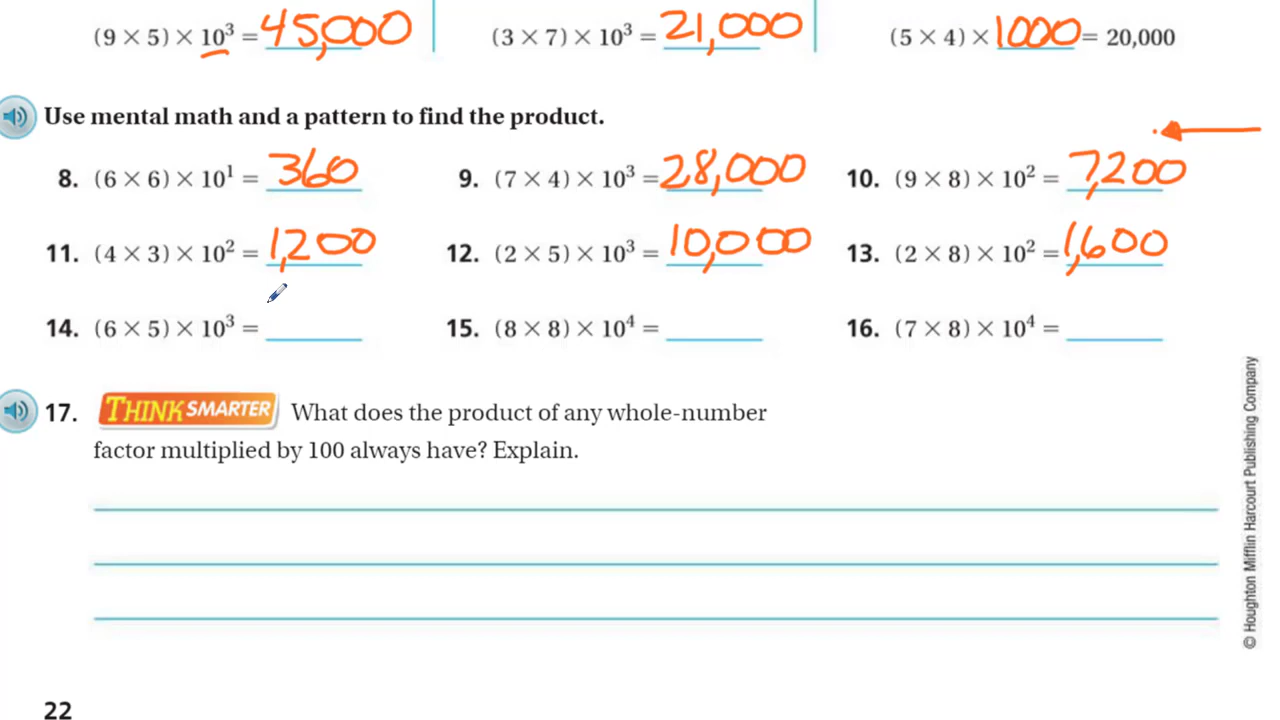 (9 × 5) × 10³ = 45,000 (3 × 7) × 10³ = 21,000 (5 × 4) × 1000 = 20,000
Use mental math and a pattern to find the product.
8. (6 × 6) × 10¹ = 360 9. (7 × 4) × 10³ = 28,000 10. (9 × 8) × 10² = 7,200
11. (4 × 3) × 10² = 1,200 12. (2 × 5) × 10³ = 10,000 13. (2 × 8) × 10² = 1,600
14. (6 × 5) × 10³ = 15. (8 × 8) × 10⁴ = 16. (7 × 8) × 10⁴ =
17. THINK SMARTER What does the product of any whole-number
factor multiplied by 100 always have? Explain.
© Houghton Mifflin Harcourt Publishing Company
22